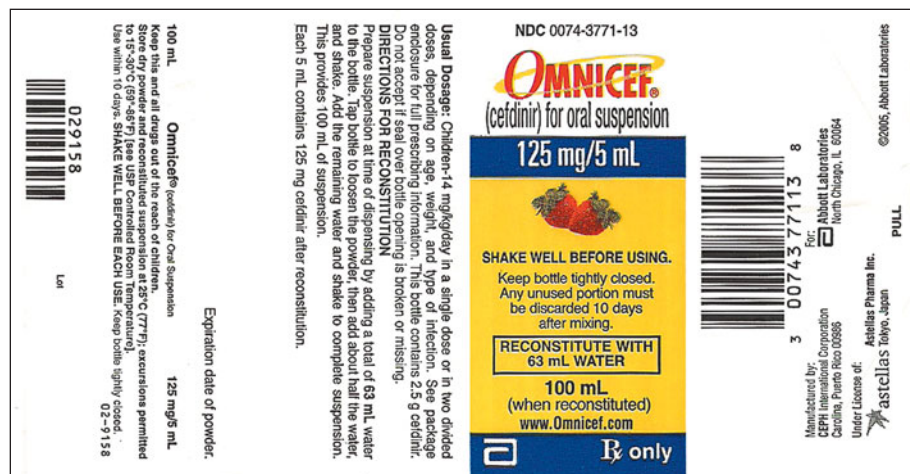 100 mL Omnicef® (cefdinir) for Oral Suspension 125 mg/5 mL
Keep this and all drugs out of the reach of children.
Store dry powder and reconstituted suspension at 25°C (77°F); excursions permitted
to 15°-30°C (59°-86°F) [see USP Controlled Room Temperature].
Use within 10 days. SHAKE WELL BEFORE EACH USE. Keep bottle tightly closed.
02-9158
029158
Lot
Expiration date of powder.
Usual Dosage: Children-14 mg/kg/day in a single dose or in two divided
doses, depending on age, weight, and type of infection. See package
enclosure for full prescribing information. This bottle contains 2.5 g cefdinir.
Do not accept if seal over bottle opening is broken or missing.
DIRECTIONS FOR RECONSTITUTION
Prepare suspension at time of dispensing by adding a total of 63 mL water
to the bottle. Tap bottle to loosen the powder, then add about half the water,
and shake. Add the remaining water and shake to complete suspension.
This provides 100 mL of suspension.
Each 5 mL contains 125 mg cefdinir after reconstitution.
NDC 0074-3771-13
OMNICEF®
(cefdinir) for oral suspension
125 mg/5 mL
SHAKE WELL BEFORE USING.
Keep bottle tightly closed.
Any unused portion must
be discarded 10 days
after mixing.
RECONSTITUTE WITH
63 mL WATER
100 mL
(when reconstituted)
www.Omnicef.com
Rx only
3 00743 77113 8
Manufactured by:
CEPH International Corporation
Carolina, Puerto Rico 00986
For:
Abbott Laboratories
North Chicago, IL 60064
Under License of:
astellas
Astellas Pharma Inc.
Tokyo, Japan
PULL
©2005, Abbott Laboratories